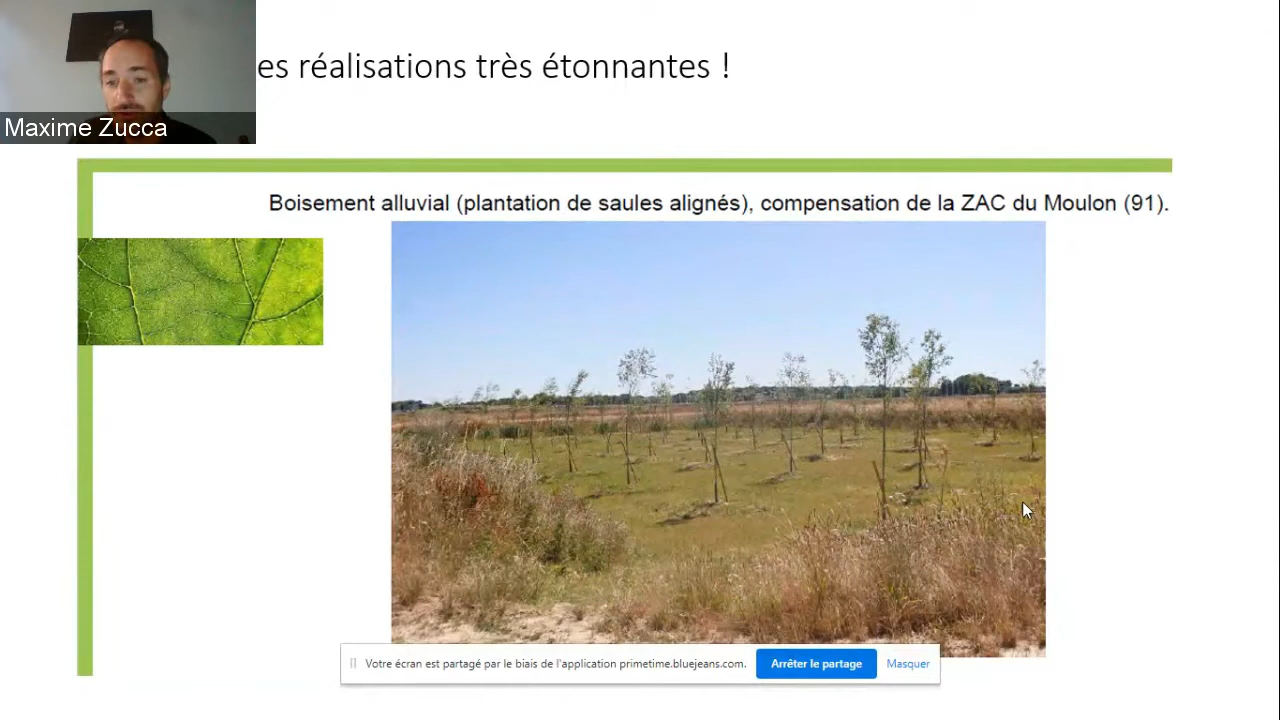 es réalisations très étonnantes !
Maxime Zucca
Boisement alluvial (plantation de saules alignés), compensation de la ZAC du Moulon (91).
Votre écran est partagé par le biais de l'application primetime.bluejeans.com.
Arrêter le partage
Masquer